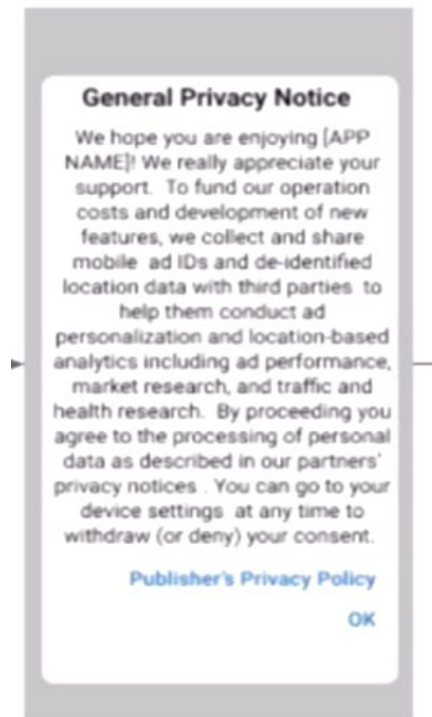 General Privacy Notice
We hope you are enjoying [APP
NAME]! We really appreciate your
support. To fund our operation
costs and development of new
features, we collect and share
mobile ad IDs and de-identified
location data with third parties to
help them conduct ad
personalization and location-based
analytics including ad performance,
market research, and traffic and
health research. By proceeding you
agree to the processing of personal
data as described in our partners'
privacy notices . You can go to your
device settings at any time to
withdraw (or deny) your consent.
Publisher's Privacy Policy
OK